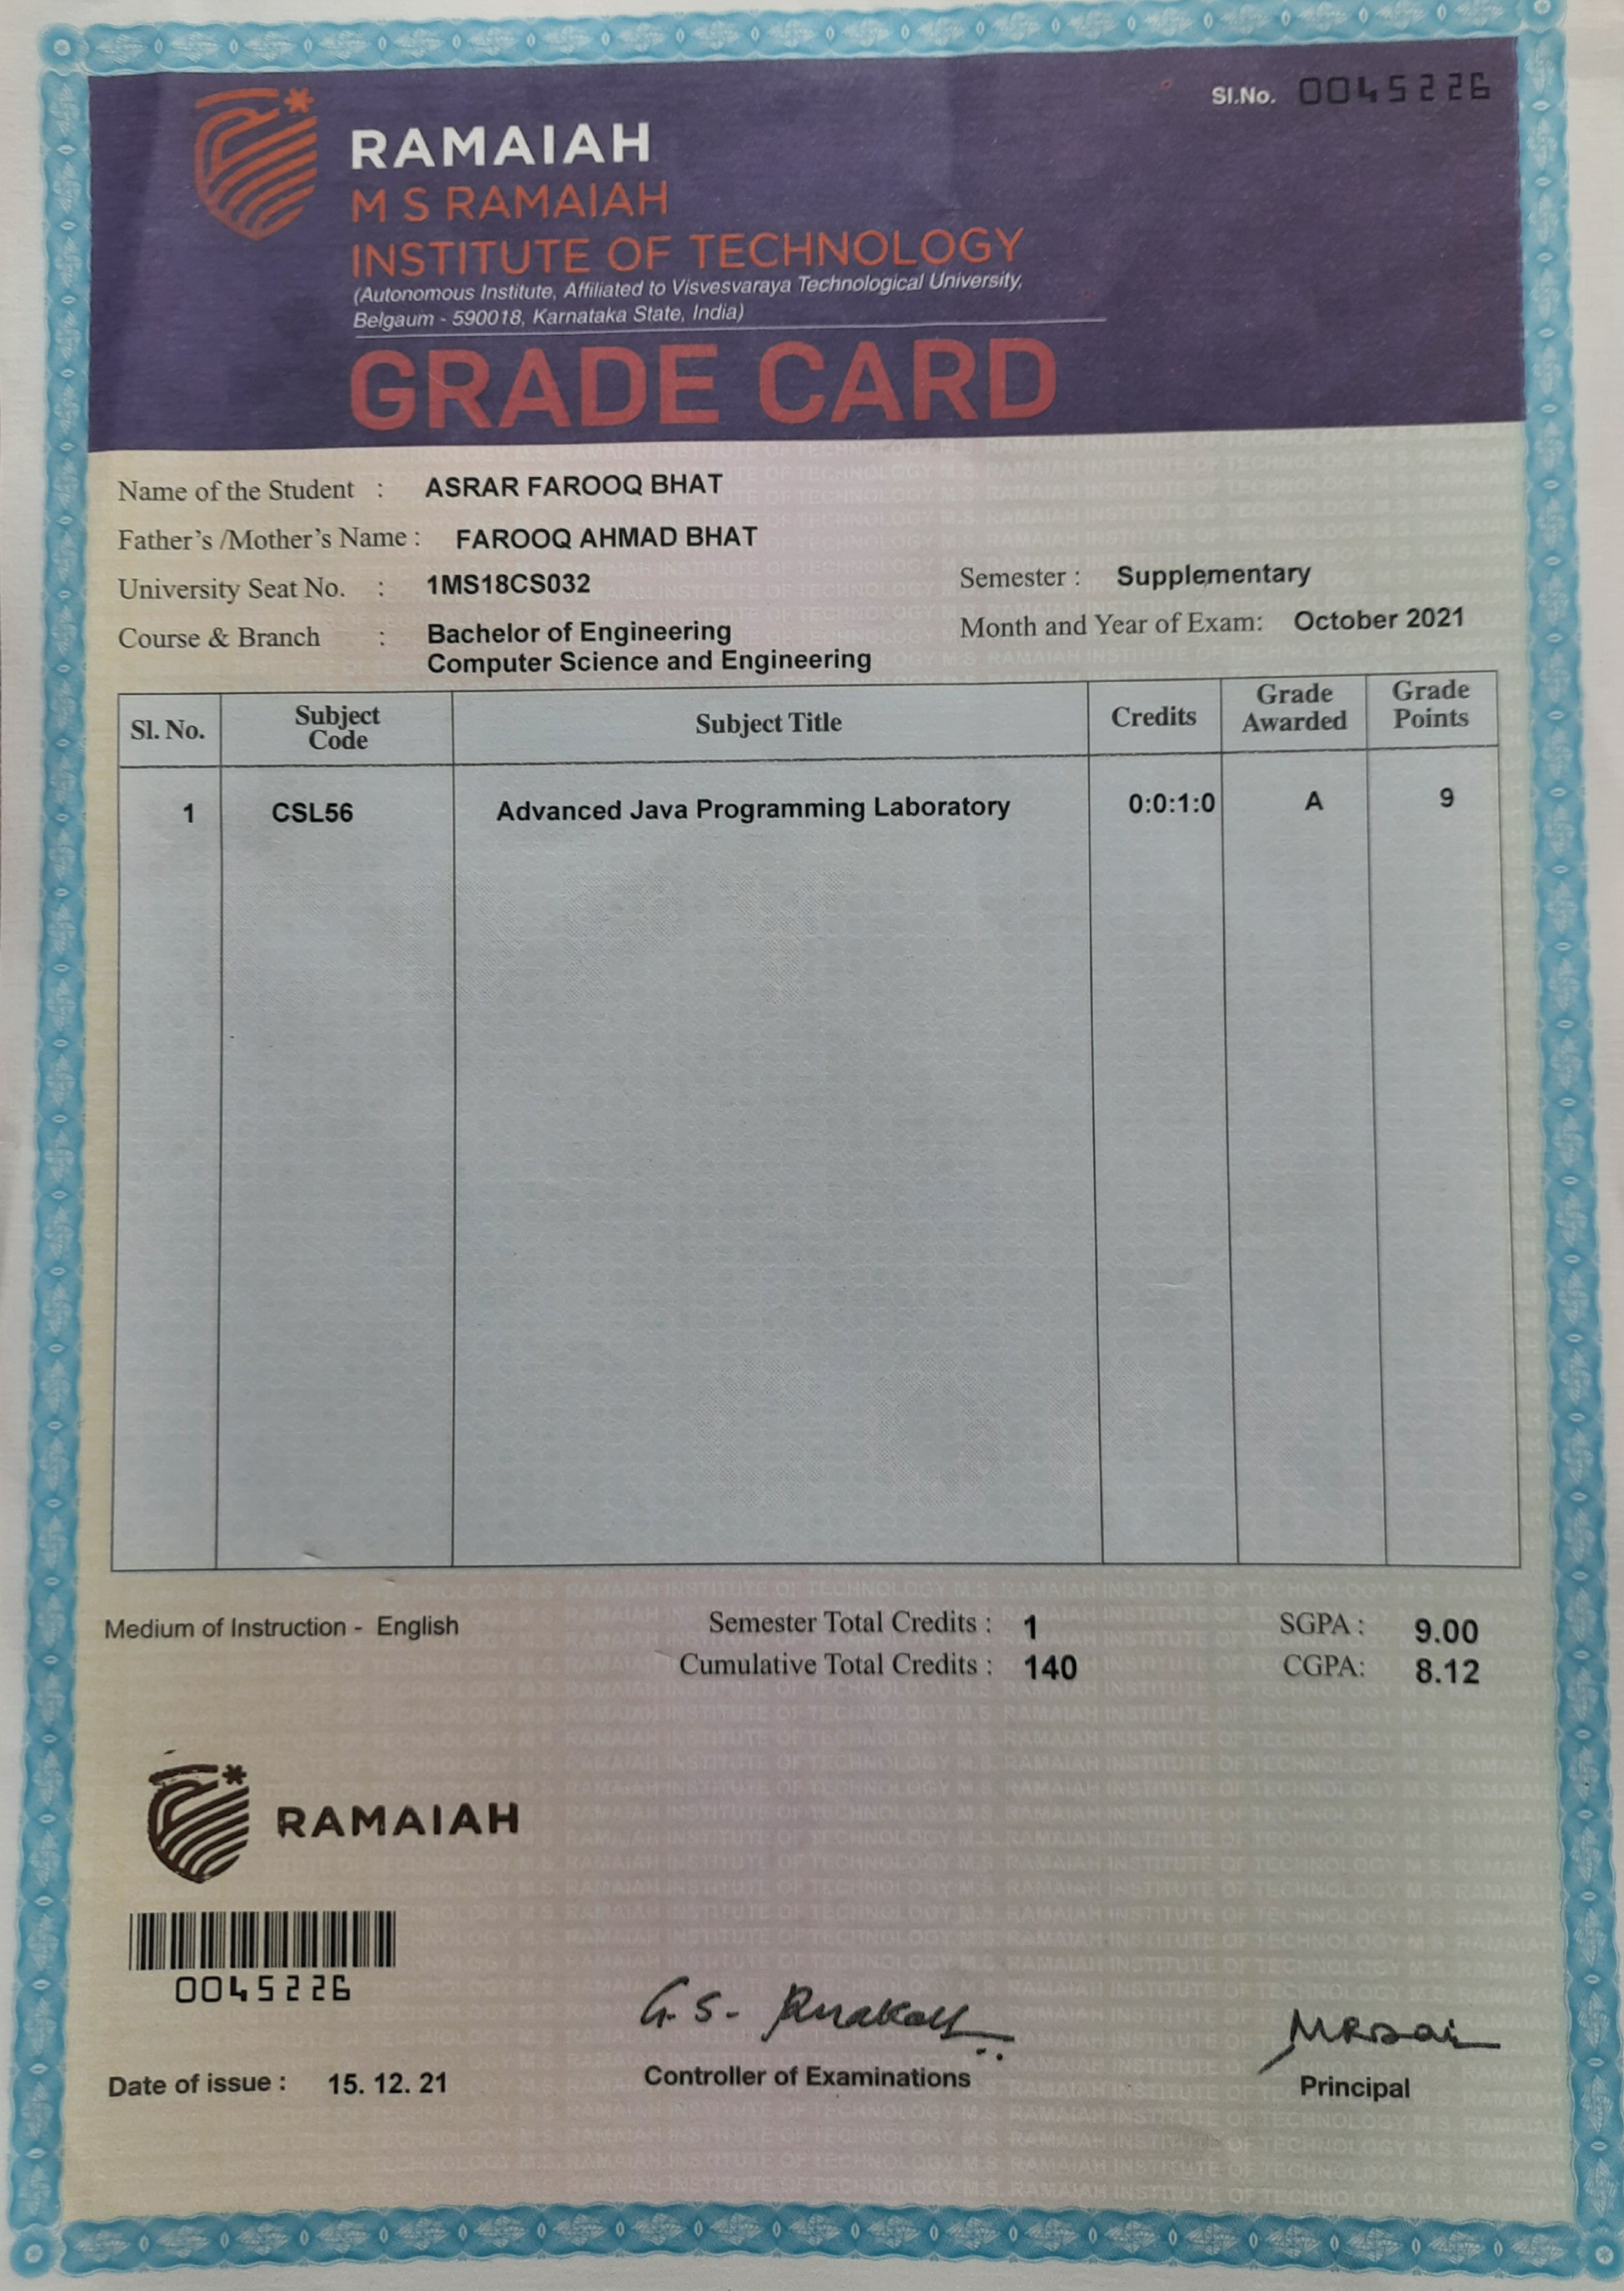 Sl.No. 0045226
RAMAIAH
M S RAMAIAH
INSTITUTE OF TECHNOLOGY
(Autonomous Institute, Affiliated to Visvesvaraya Technological University,
Belgaum - 590018, Karnataka State, India)
GRADE CARD
Name of the Student : ASRAR FAROOQ BHAT
Father's /Mother's Name : FAROOQ AHMAD BHAT
University Seat No. : 1MS18CS032 Semester : Supplementary
Course & Branch : Bachelor of Engineering Month and Year of Exam: October 2021
Computer Science and Engineering
Sl. No. Subject Code Subject Title Credits Grade Awarded Grade Points
1 CSL56 Advanced Java Programming Laboratory 0:0:1:0 A 9
Medium of Instruction - English Semester Total Credits : 1 SGPA : 9.00
Cumulative Total Credits : 140 CGPA: 8.12
RAMAIAH
0045226
G. S.
Date of issue : 15. 12. 21 Controller of Examinations Principal